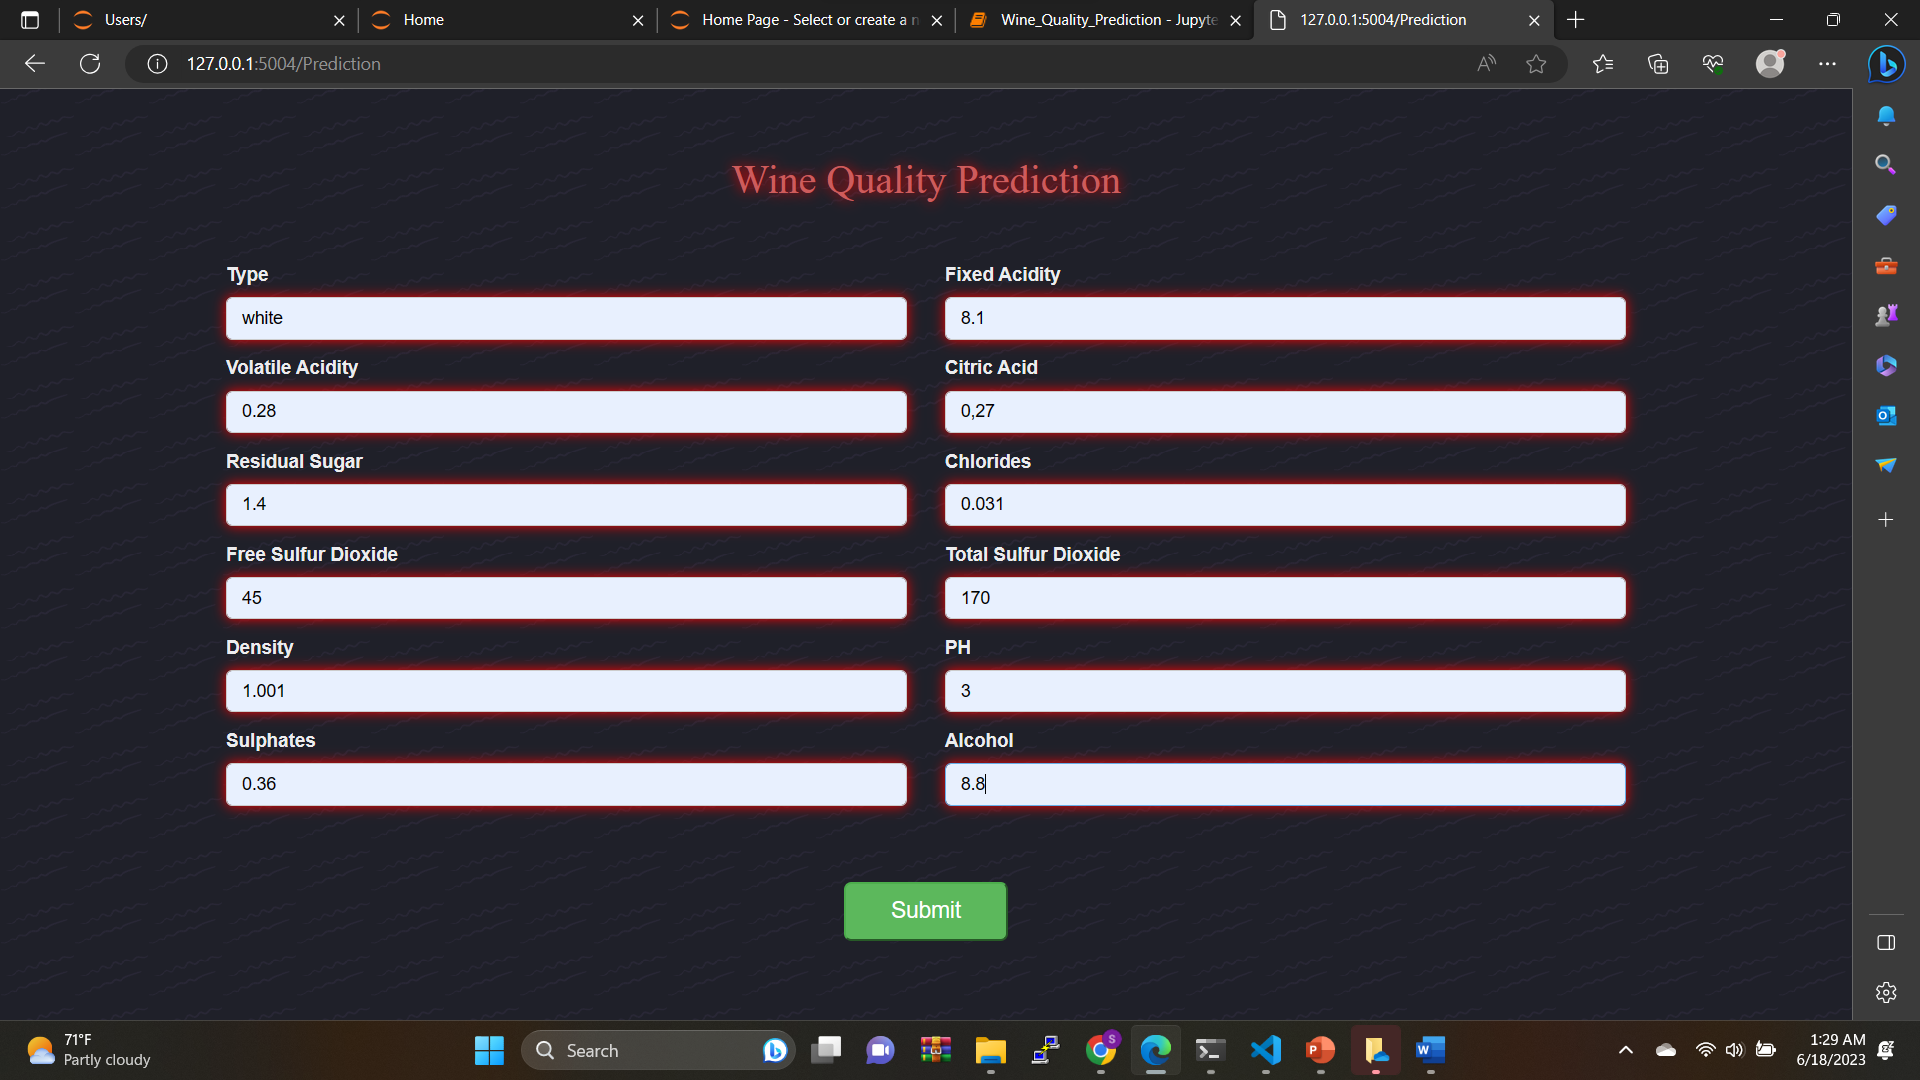 Users/
Home
Home Page - Select or create a n
Wine_Quality_Prediction - Jupyte
127.0.0.1:5004/Prediction
127.0.0.1:5004/Prediction
Wine Quality Prediction
Type
Fixed Acidity
white
8.1
Volatile Acidity
Citric Acid
0.28
0,27
Residual Sugar
Chlorides
1.4
0.031
Free Sulfur Dioxide
Total Sulfur Dioxide
45
170
Density
PH
1.001
3
Sulphates
Alcohol
0.36
8.8
Submit
71°F
Partly cloudy
Search
S
1:29 AM
6/18/2023